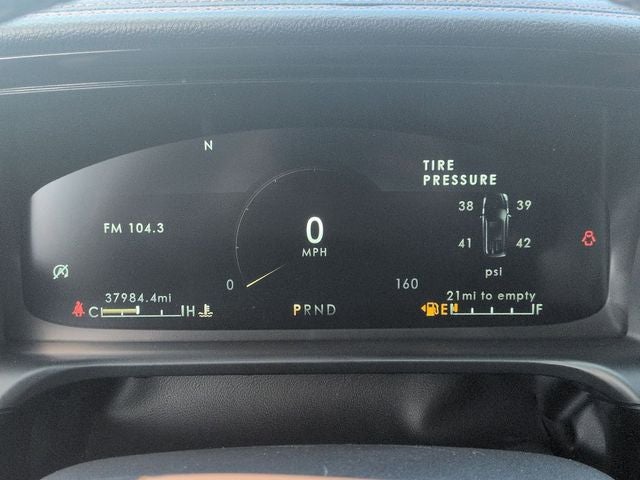 N
TIRE
PRESSURE
38 39
FM 104.3
0
MPH
41 42
psi
0 160
37984.4mi
21mi to empty
C H
PRND
E F